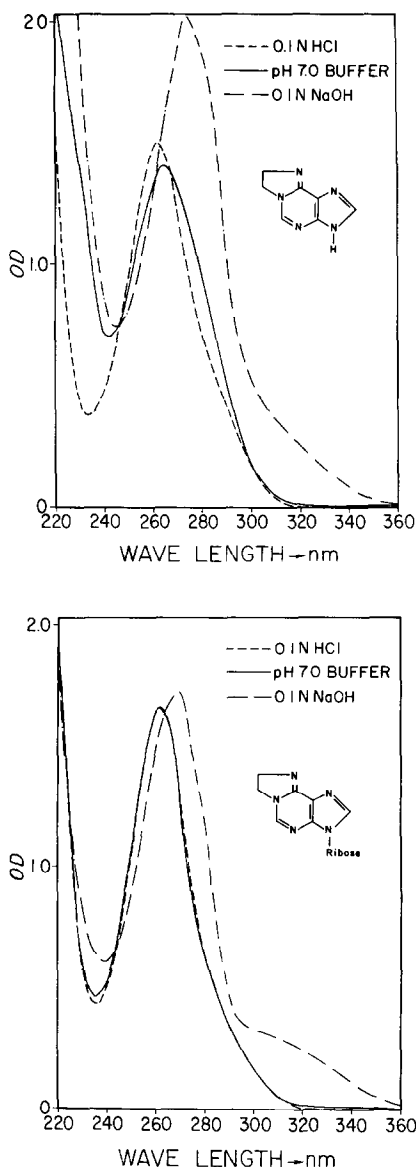 2.0
1.0
0
OD
0.1 N HCl
pH 7.0 BUFFER
0.1 N NaOH
N
N
N
N
N
H
220 240 260 280 300 320 340 360
WAVE LENGTH→nm
2.0
1.0
0
OD
0.1 N HCl
pH 7.0 BUFFER
0.1 N NaOH
N
N
N
N
N
Ribose
220 240 260 280 300 320 340 360
WAVE LENGTH→nm